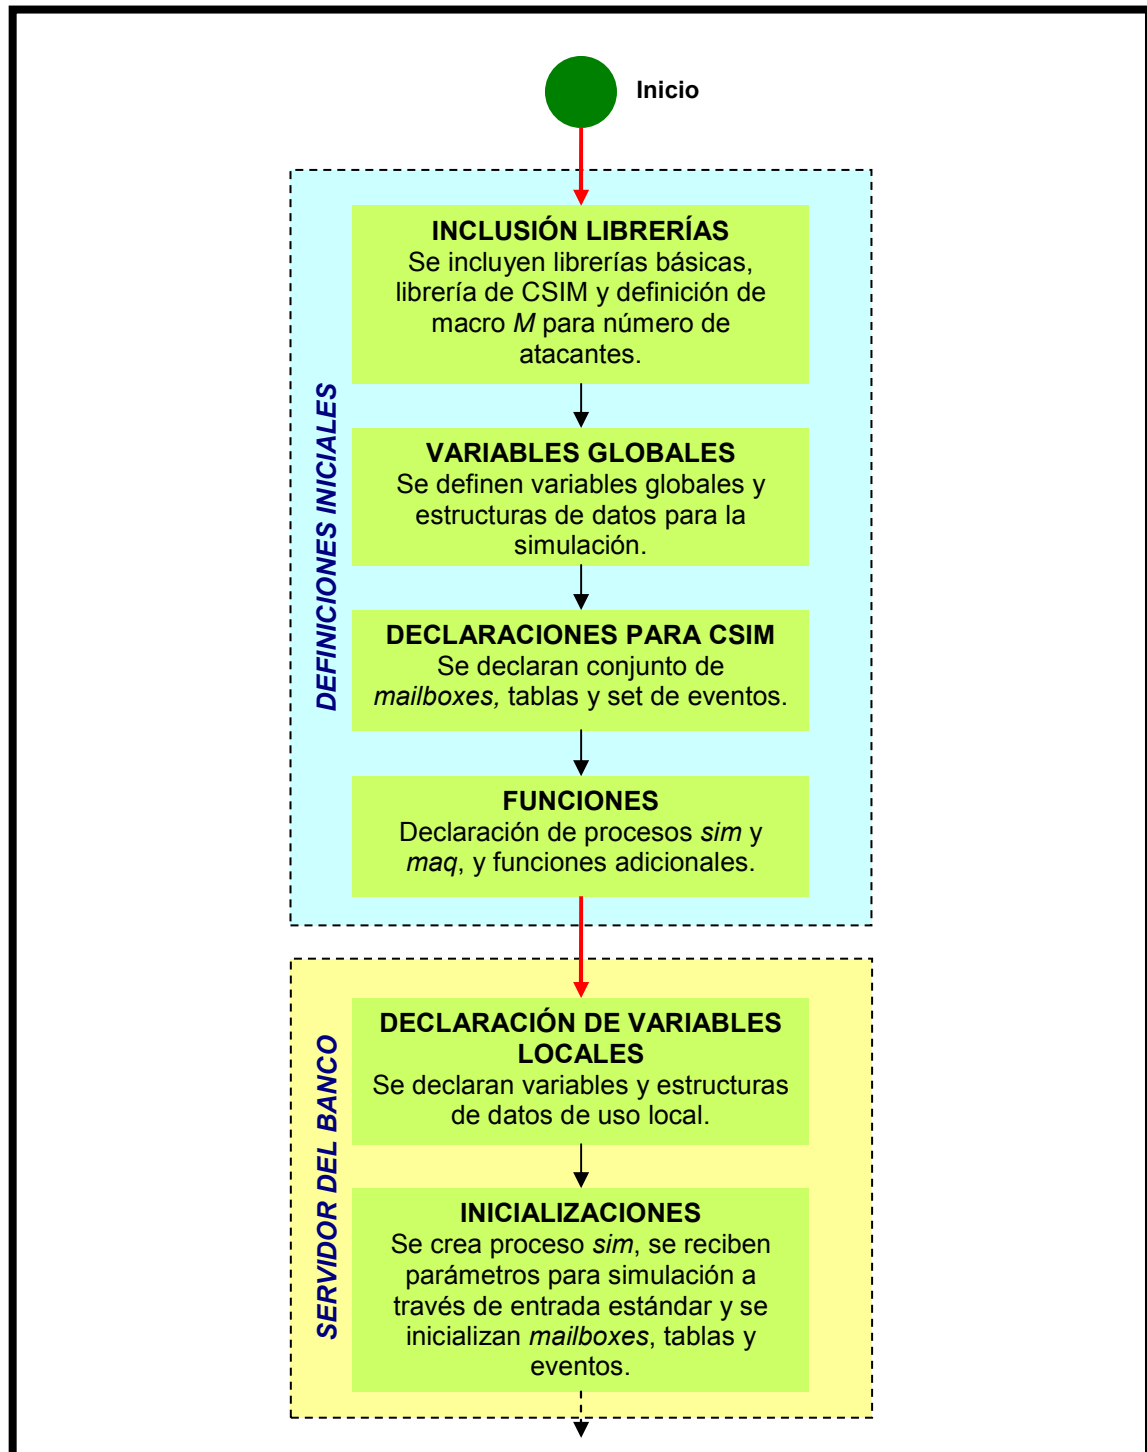 Inicio
DEFINICIONES INICIALES
INCLUSIÓN LIBRERÍAS
Se incluyen librerías básicas,
librería de CSIM y definición de
macro M para número de
atacantes.
VARIABLES GLOBALES
Se definen variables globales y
estructuras de datos para la
simulación.
DECLARACIONES PARA CSIM
Se declaran conjunto de
mailboxes, tablas y set de eventos.
FUNCIONES
Declaración de procesos sim y
maq, y funciones adicionales.
SERVIDOR DEL BANCO
DECLARACIÓN DE VARIABLES
LOCALES
Se declaran variables y estructuras
de datos de uso local.
INICIALIZACIONES
Se crea proceso sim, se reciben
parámetros para simulación a
través de entrada estándar y se
inicializan mailboxes, tablas y
eventos.